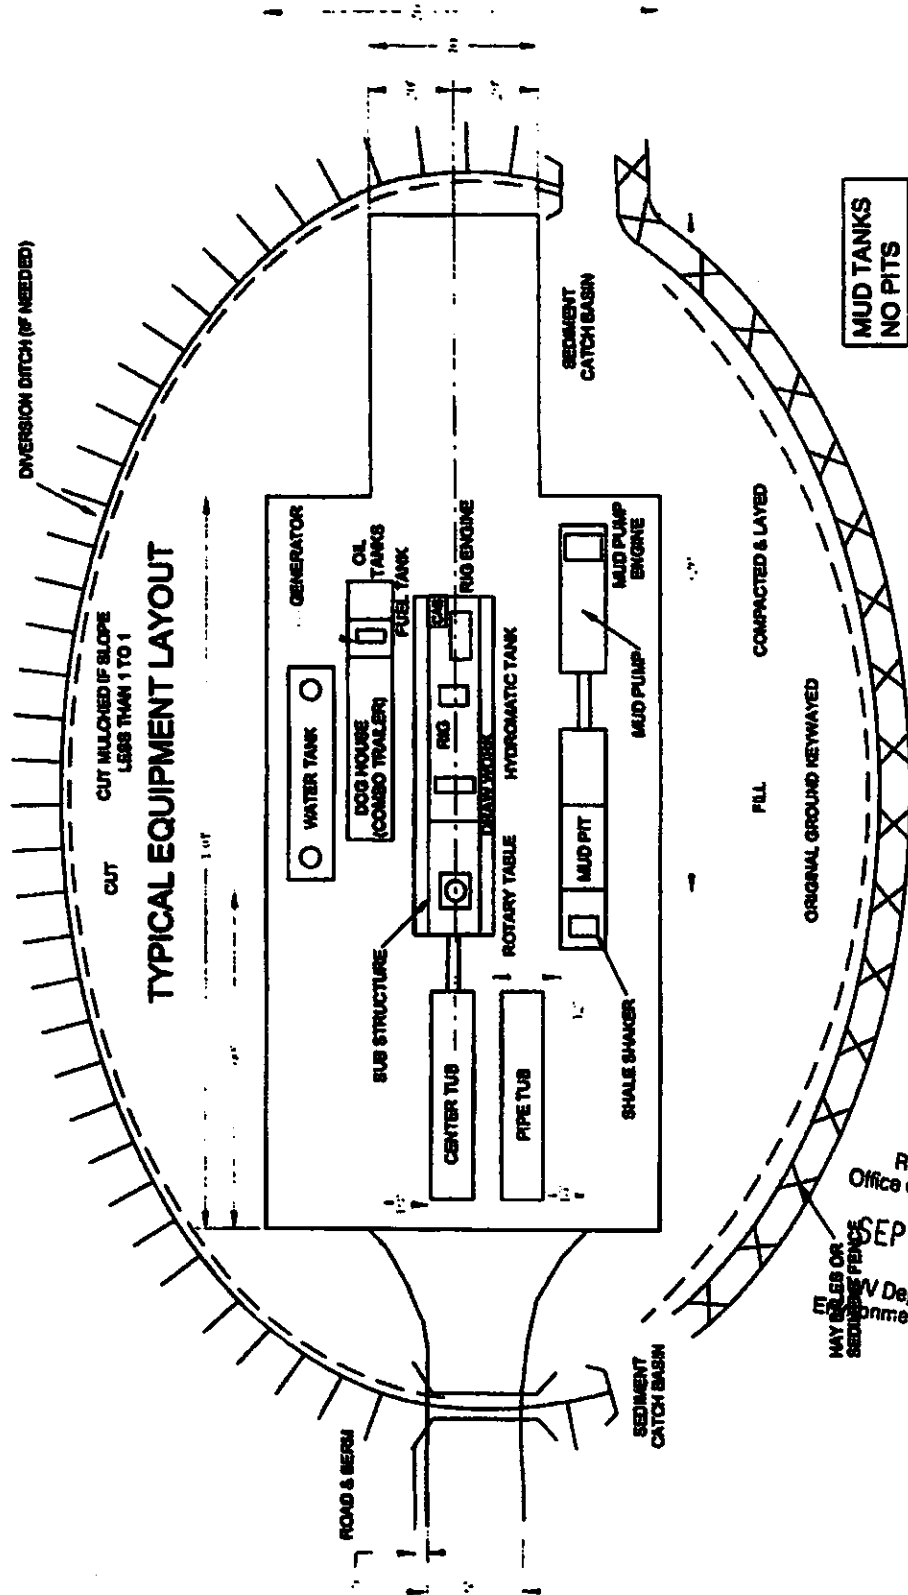 DIVERSION DITCH (IF NEEDED)
CUT
CUT MULCHED IF SLOPE
LESS THAN 1 TO 1
TYPICAL EQUIPMENT LAYOUT
GENERATOR
WATER TANK
OIL
TANKS
FUEL TANK
DOG HOUSE
(COMBO TRAILER)
RIG ENGINE
CAB
RIG
HYDROMATIC TANK
DRAW WORK
ROTARY TABLE
SUB STRUCTURE
CENTER TUB
PIPE TUB
MUD PUMP
ENGINE
MUD PUMP
MUD PIT
SHALE SHAKER
SEDIMENT
CATCH BASIN
ROAD & BERM
SEDIMENT
CATCH BASIN
FILL
COMPACTED & LAYED
ORIGINAL GROUND KEYWAYED
MUD TANKS
NO PITS
HAY BALES OR
SEDIMENT FENCE
R
Office
SEP
WV De